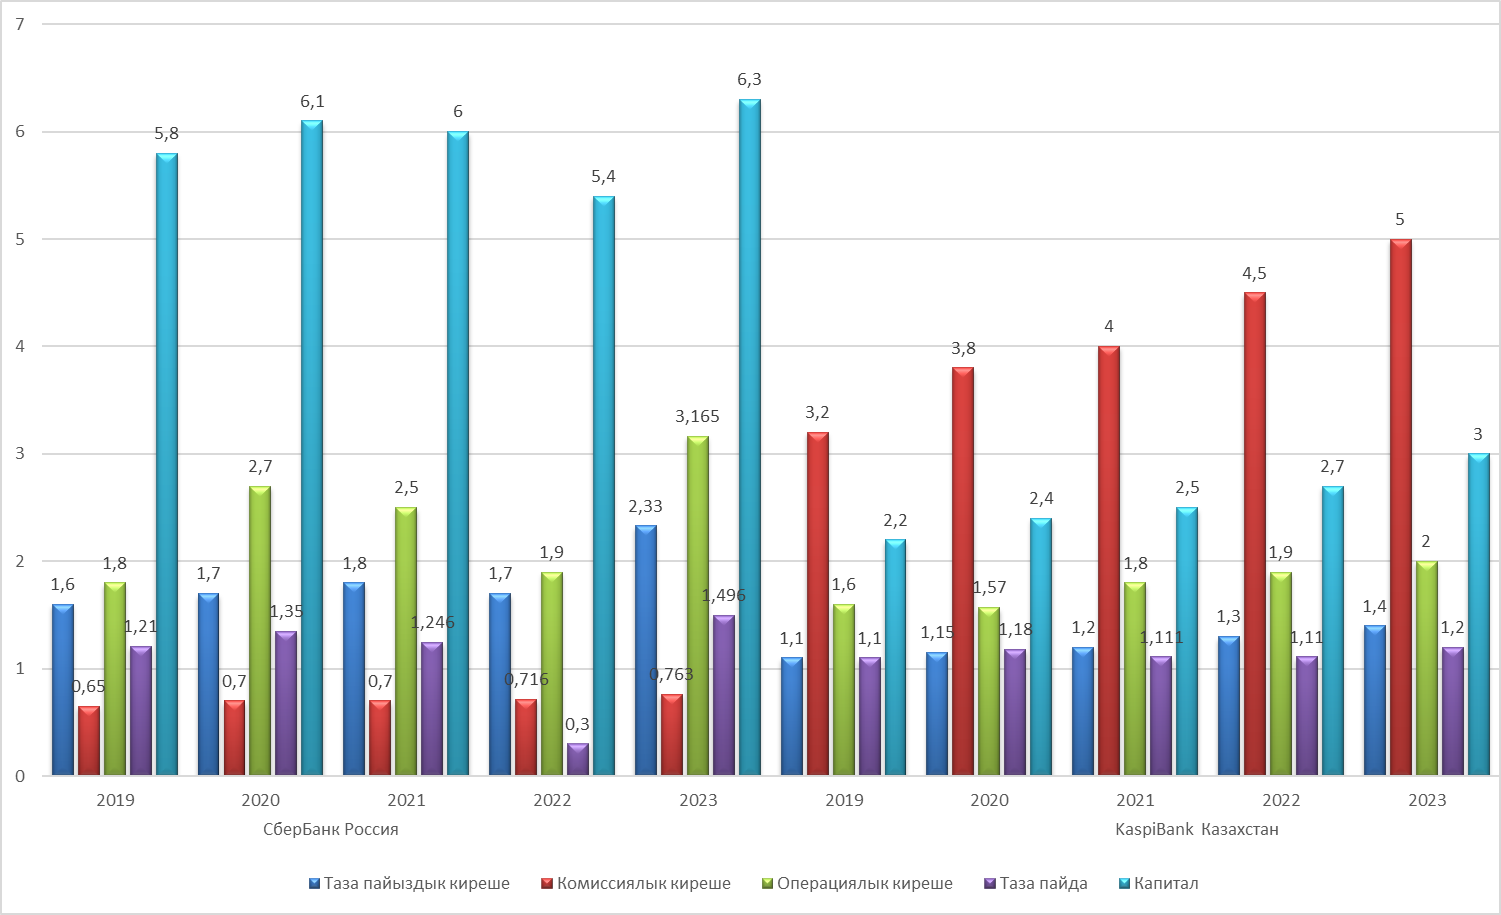 7
6
5
4
3
2
1
0
1,6 0,65 1,8 1,21 5,8
1,7 0,7 2,7 1,35 6,1
1,8 0,7 2,5 1,246 6
1,7 0,716 1,9 0,3 5,4
2,33 0,763 3,165 1,496 6,3
1,1 3,2 1,6 1,1 2,2
1,15 3,8 1,57 1,18 2,4
1,2 4 1,8 1,111 2,5
1,3 4,5 1,9 1,11 2,7
1,4 5 2 1,2 3
2019 2020 2021 2022 2023 2019 2020 2021 2022 2023
СберБанк Россия KaspiBank Казахстан
Таза пайыздык киреше Комиссиялык киреше Операциялык киреше Таза пайда Капитал